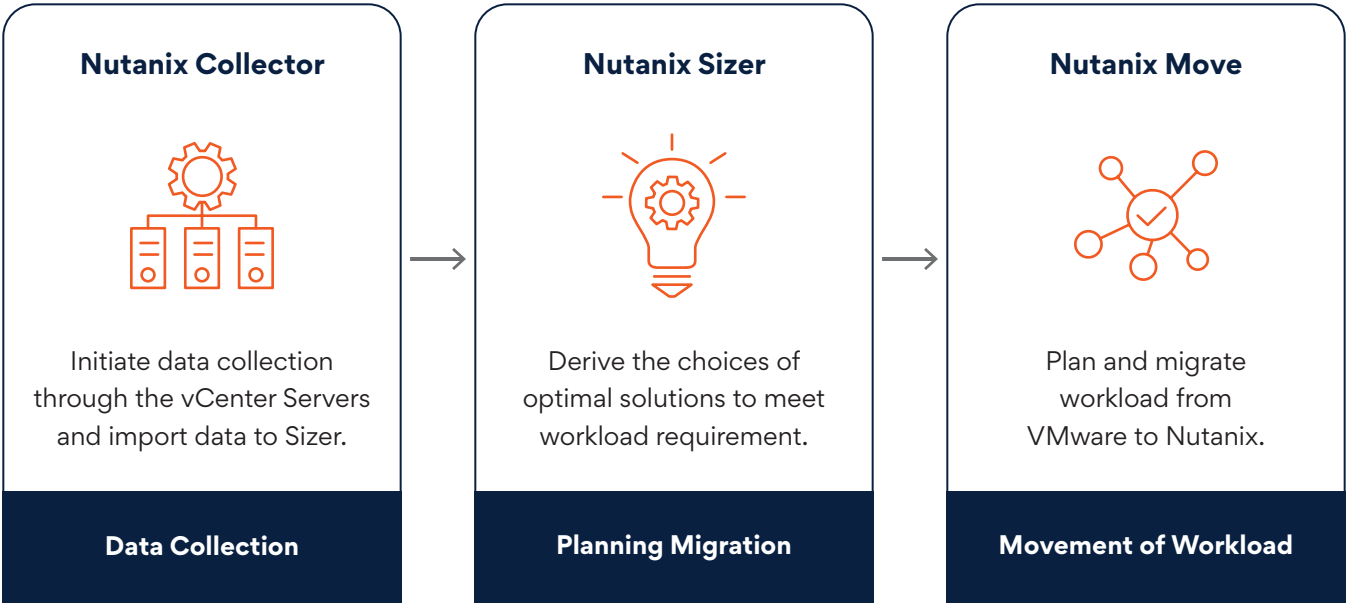 Nutanix Collector
Initiate data collection
through the vCenter Servers
and import data to Sizer.
Data Collection
Nutanix Sizer
Derive the choices of
optimal solutions to meet
workload requirement.
Planning Migration
Nutanix Move
Plan and migrate
workload from
VMware to Nutanix.
Movement of Workload